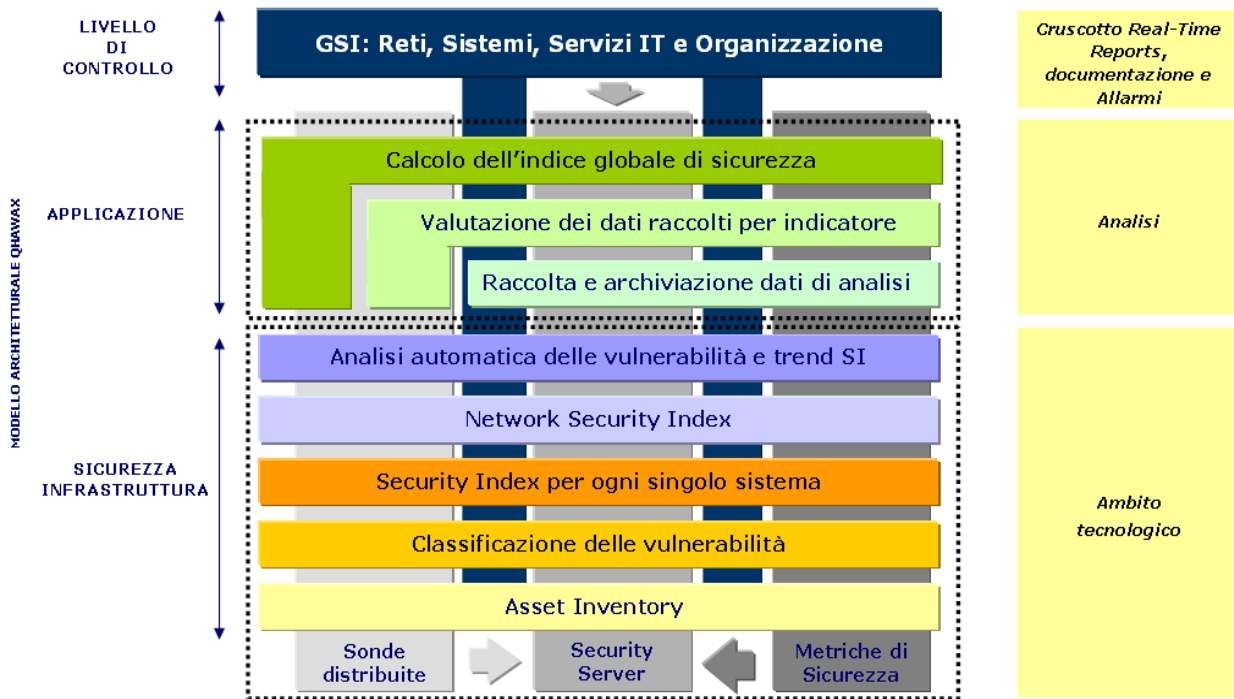 LIVELLO
DI
CONTROLLO
GSI: Reti, Sistemi, Servizi IT e Organizzazione
Cruscotto Real-Time
Reports,
documentazione e
Allarmi
MODELLO ARCHITETTURALE QHAWAX
APPLICAZIONE
Calcolo dell'indice globale di sicurezza
Valutazione dei dati raccolti per indicatore
Raccolta e archiviazione dati di analisi
Analisi
SICUREZZA
INFRASTRUTTURA
Analisi automatica delle vulnerabilità e trend SI
Network Security Index
Security Index per ogni singolo sistema
Classificazione delle vulnerabilità
Asset Inventory
Ambito
tecnologico
Sonde
distribuite
Security
Server
Metriche di
Sicurezza